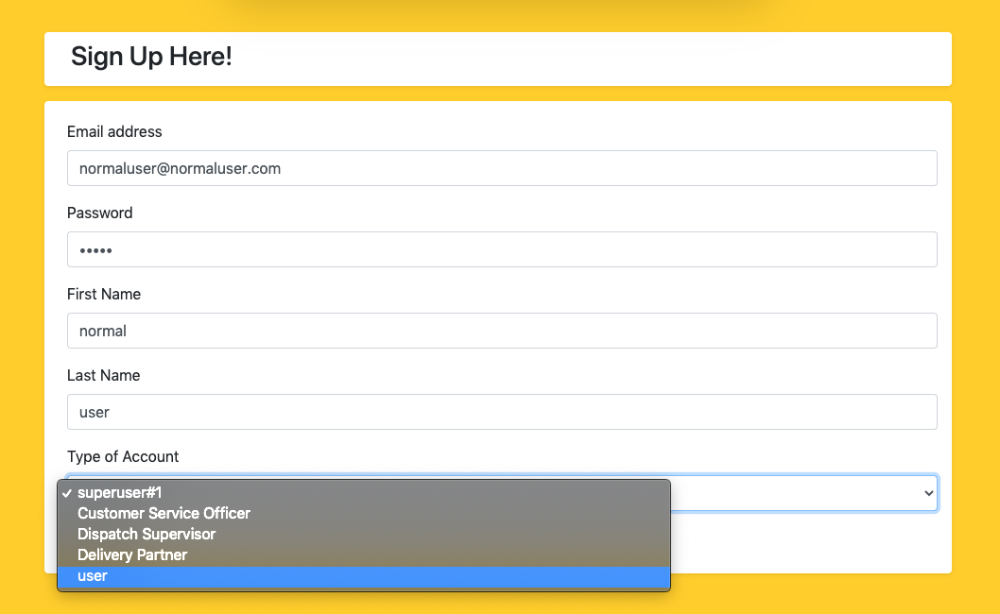 Sign Up Here!
Email address
normaluser@normaluser.com
Password
•••••
First Name
normal
Last Name
user
Type of Account
✓ superuser#1
Customer Service Officer
Dispatch Supervisor
Delivery Partner
user